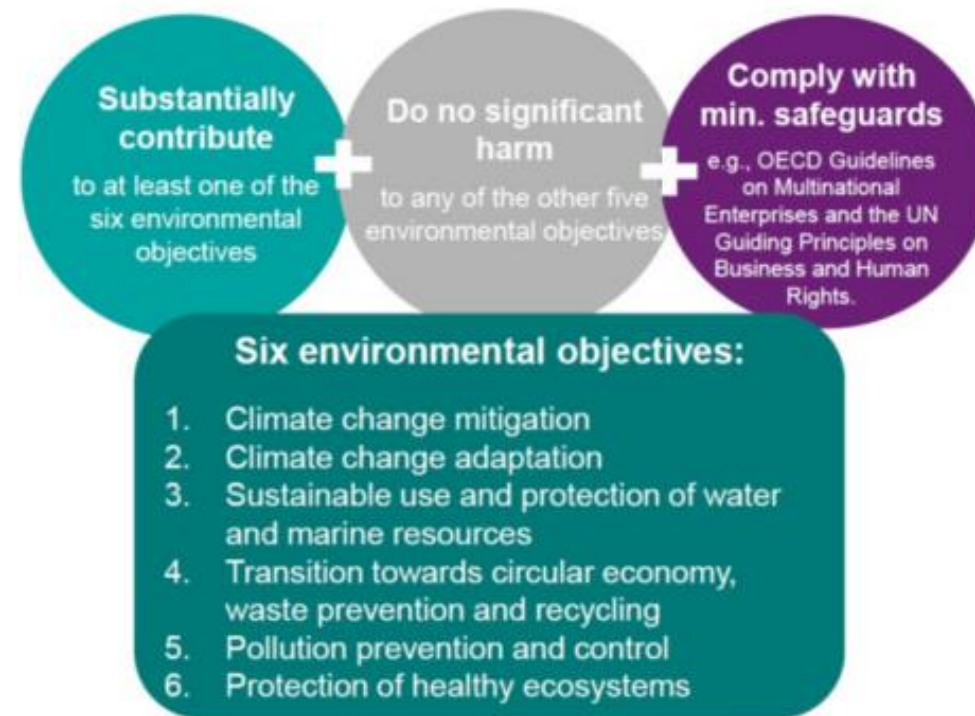 Substantially
contribute
to at least one of the
six environmental
objectives
Do no significant
harm
to any of the other five
environmental objectives
Comply with
min. safeguards
e.g., OECD Guidelines
on Multinational
Enterprises and the UN
Guiding Principles on
Business and Human
Rights.
Six environmental objectives:
1. Climate change mitigation
2. Climate change adaptation
3. Sustainable use and protection of water
and marine resources
4. Transition towards circular economy,
waste prevention and recycling
5. Pollution prevention and control
6. Protection of healthy ecosystems